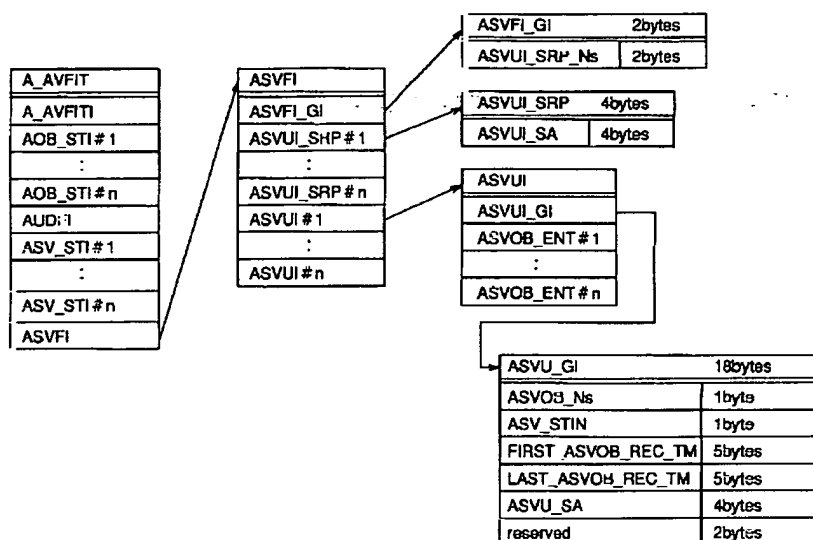 A_AVFIT
A_AVFITI
AOB_STI#1
:
AOB_STI#n
ASV_STI#1
:
ASV_STI#n
ASVFI
ASVFI
ASVFI_GI
ASVUI_SRP#1
:
ASVUI_SRP#n
ASVUI#1
:
ASVUI#n
ASVFI_GI 2bytes
ASVUI_SRP_Ns 2bytes
ASVUI_SRP 4bytes
ASVUI_SA 4bytes
ASVUI
ASVUI_GI
ASVOB_ENT#1
:
ASVOB_ENT#n
ASVU_GI 18bytes
ASVOB_Ns 1byte
ASV_STIN 1byte
FIRST_ASVOB_REC_TM 5bytes
LAST_ASVOB_REC_TM 5bytes
ASVU_SA 4bytes
reserved 2bytes